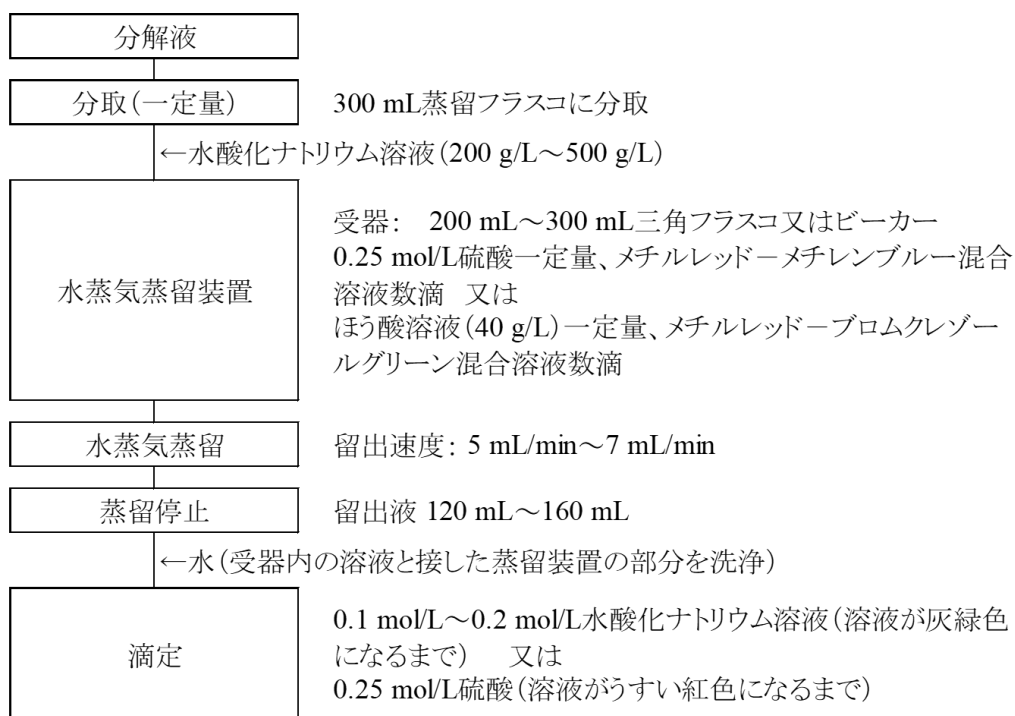 分解液
分取（一定量） 300 mL蒸留フラスコに分取
←水酸化ナトリウム溶液（200 g/L～500 g/L）
水蒸気蒸留装置
受器： 200 mL～300 mL三角フラスコ又はビーカー
0.25 mol/L硫酸一定量、メチルレッド－メチレンブルー混合
溶液数滴 又は
ほう酸溶液（40 g/L）一定量、メチルレッド－ブロムクレゾー
ルグリーン混合溶液数滴
水蒸気蒸留 留出速度： 5 mL/min～7 mL/min
蒸留停止 留出液 120 mL～160 mL
←水（受器内の溶液と接した蒸留装置の部分を洗浄）
滴定
0.1 mol/L～0.2 mol/L水酸化ナトリウム溶液（溶液が灰緑色
になるまで） 又は
0.25 mol/L硫酸（溶液がうすい紅色になるまで）